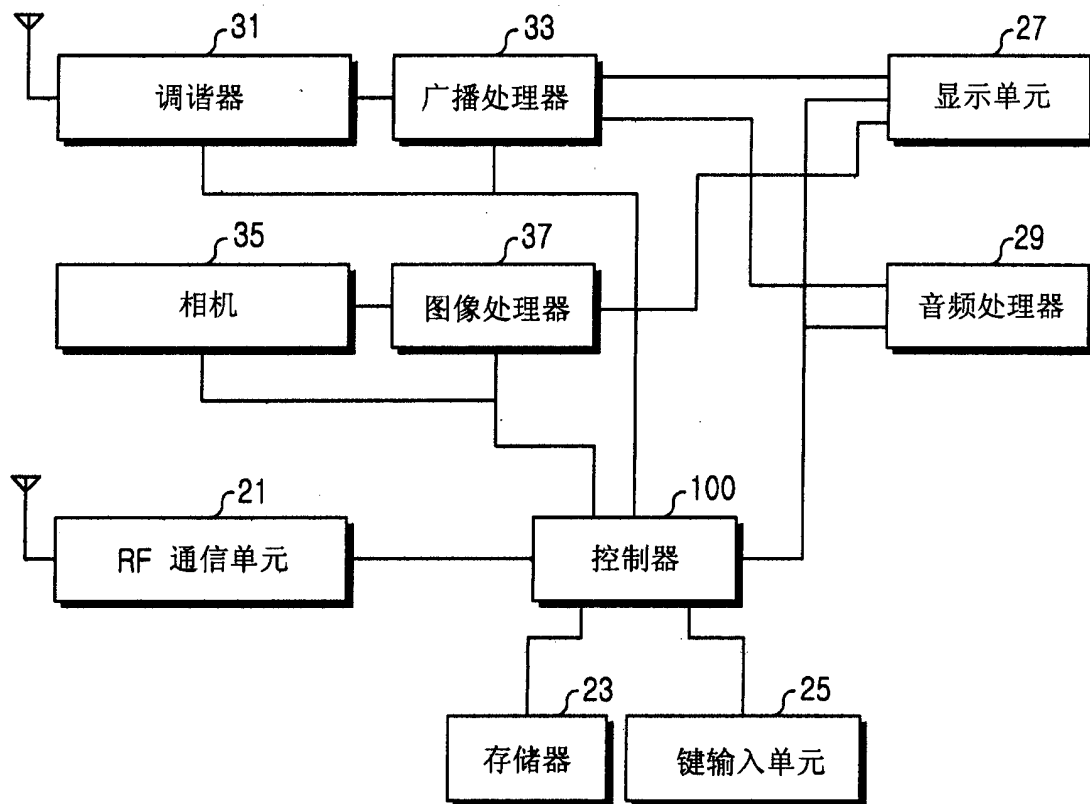 31
调谐器
33
广播处理器
27
显示单元
35
相机
37
图像处理器
29
音频处理器
21
RF 通信单元
100
控制器
23
存储器
25
键输入单元